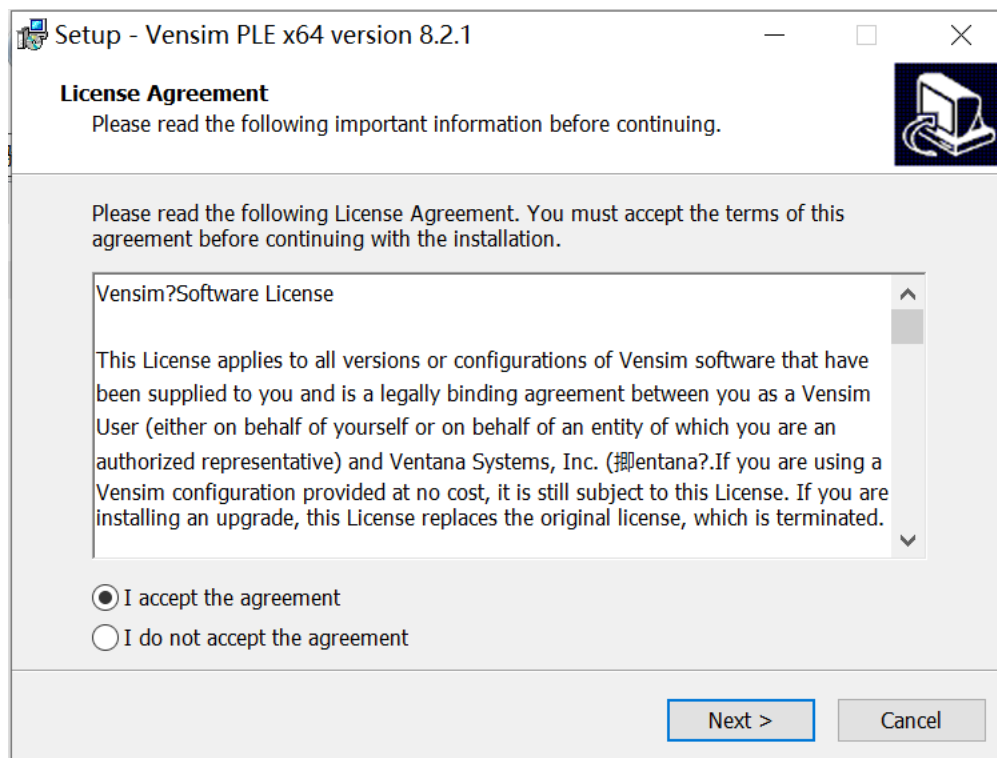 Setup - Vensim PLE x64 version 8.2.1
License Agreement
Please read the following important information before continuing.
Please read the following License Agreement. You must accept the terms of this
agreement before continuing with the installation.
Vensim?Software License
This License applies to all versions or configurations of Vensim software that have
been supplied to you and is a legally binding agreement between you as a Vensim
User (either on behalf of yourself or on behalf of an entity of which you are an
authorized representative) and Ventana Systems, Inc. (揤entana?.If you are using a
Vensim configuration provided at no cost, it is still subject to this License. If you are
installing an upgrade, this License replaces the original license, which is terminated.
I accept the agreement
I do not accept the agreement
Next >
Cancel